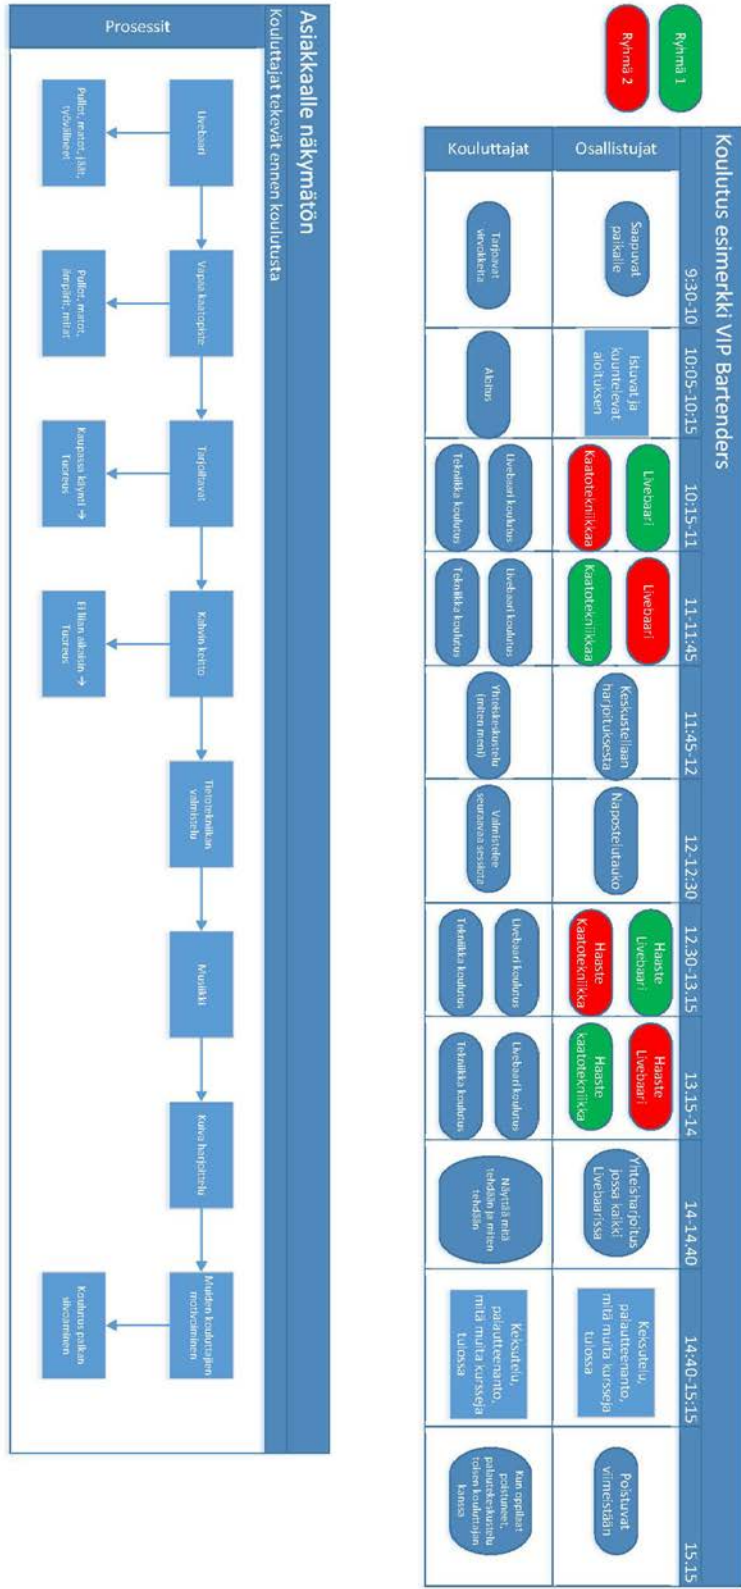 Ryhmä 1
Ryhmä 2
Koulutus esimerkki VIP Bartenders
9:30-10
10:05-10:15
10:15-11
11-11:45
11:45-12
12-12:30
12.30-13.15
13.15-14
14-14.40
14:40-15:15
15.15
Osallistujat
Saapuvat
paikalle
Istuvat ja
kuuntelevat
aloituksen
Livebaari
Kaatotekniikkaa
Livebaari
Kaatotekniikkaa
Keskustellaan
harjoituksesta
Napostelutauko
Haaste
Livebaari
Haaste
Kaatotekniikka
Haaste
Livebaari
Haaste
kaatotekniikka
Yhteisharjoitus
jossa kaikki
Livebaarissa
Keksutelu,
palautteenanto,
mitä muita kursseja
tulossa
Poistuvat
viimeistään
Kouluttajat
Tarjoavat
virvokkeita
Aloitus
Livebaari koulutus
Tekniikka koulutus
Livebaari koulutus
Tekniikka koulutus
Yhteiskeskustelu
(miten meni)
Valmistelee
seuraavaa sessiota
Livebaari koulutus
Tekniikka koulutus
Livebaari koulutus
Tekniikka koulutus
Näyttää mitä
tehdään ja miten
tehdään
Keksutelu,
palautteenanto,
mitä muita kursseja
tulossa
Kun oppilaat
poistuneet,
palautekeskustelu
toisen kouluttajan
kanssa
Asiakkaalle näkymätön
Kouluttajat tekevät ennen koulutusta
Prosessit
Livebaari
Vapaa kaatopiste
Tarjoiltavat
Kahvin keitto
Tietotekniikan
valmistelu
Musiikki
Kuiva harjoittelu
Muiden kouluttajien
motivoiminen
Pullot, matot, jäät,
työvälineet
Pullot, matot,
ämpärit, mitat
Kaupassa käynti →
Tuoreus
Ei liian aikaisin →
Tuoreus
Koulutus paikan
siivoaminen